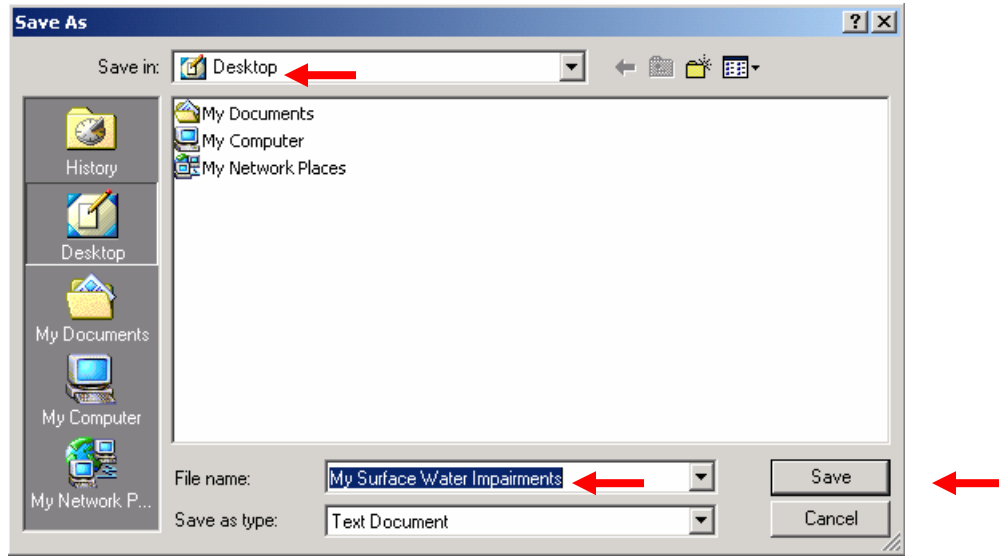 Save As
?
Save in:
Desktop
My Documents
My Computer
My Network Places
History
Desktop
My Documents
My Computer
My Network P...
File name:
My Surface Water Impairments
Save
Save as type:
Text Document
Cancel